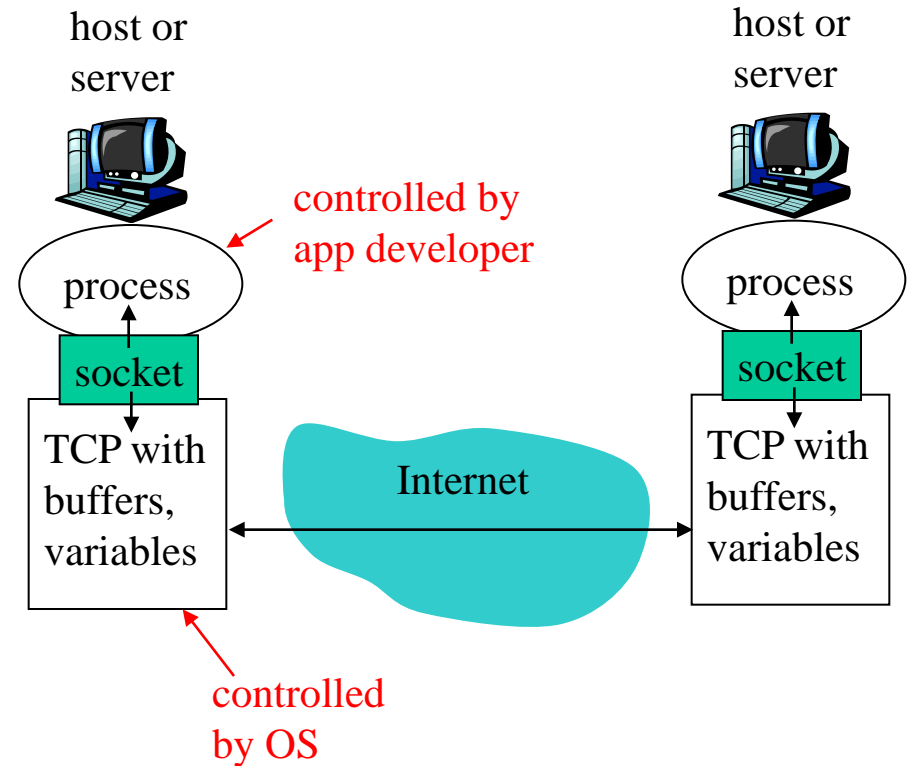 host or
server
host or
server
controlled by
app developer
process
process
socket
socket
TCP with
buffers,
variables
Internet
TCP with
buffers,
variables
controlled
by OS